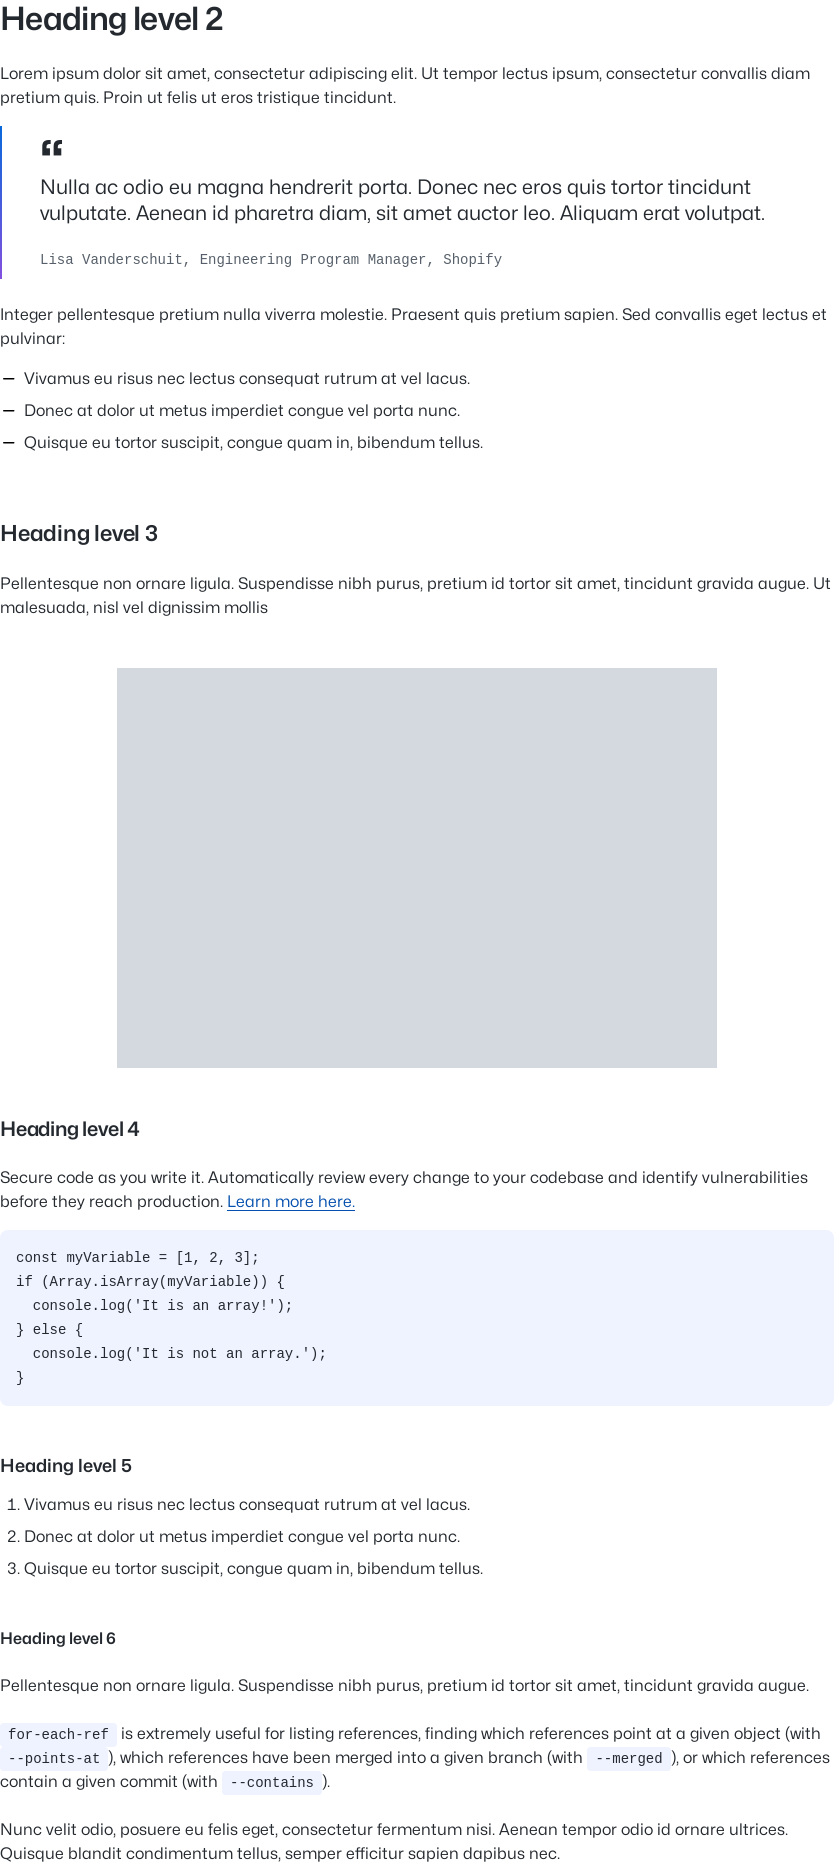 Heading level 2
Lorem ipsum dolor sit amet, consectetur adipiscing elit. Ut tempor lectus ipsum, consectetur convallis diam
pretium quis. Proin ut felis ut eros tristique tincidunt.
“
Nulla ac odio eu magna hendrerit porta. Donec nec eros quis tortor tincidunt
vulputate. Aenean id pharetra diam, sit amet auctor leo. Aliquam erat volutpat.
Lisa Vanderschuit, Engineering Program Manager, Shopify
Integer pellentesque pretium nulla viverra molestie. Praesent quis pretium sapien. Sed convallis eget lectus et
pulvinar:
— Vivamus eu risus nec lectus consequat rutrum at vel lacus.
— Donec at dolor ut metus imperdiet congue vel porta nunc.
— Quisque eu tortor suscipit, congue quam in, bibendum tellus.
Heading level 3
Pellentesque non ornare ligula. Suspendisse nibh purus, pretium id tortor sit amet, tincidunt gravida augue. Ut
malesuada, nisl vel dignissim mollis
Heading level 4
Secure code as you write it. Automatically review every change to your codebase and identify vulnerabilities
before they reach production. Learn more here.
const myVariable = [1, 2, 3];
if (Array.isArray(myVariable)) {
  console.log('It is an array!');
} else {
  console.log('It is not an array.');
}
Heading level 5
1. Vivamus eu risus nec lectus consequat rutrum at vel lacus.
2. Donec at dolor ut metus imperdiet congue vel porta nunc.
3. Quisque eu tortor suscipit, congue quam in, bibendum tellus.
Heading level 6
Pellentesque non ornare ligula. Suspendisse nibh purus, pretium id tortor sit amet, tincidunt gravida augue.
for-each-ref is extremely useful for listing references, finding which references point at a given object (with
--points-at ), which references have been merged into a given branch (with --merged ), or which references
contain a given commit (with --contains ).
Nunc velit odio, posuere eu felis eget, consectetur fermentum nisi. Aenean tempor odio id ornare ultrices.
Quisque blandit condimentum tellus, semper efficitur sapien dapibus nec.